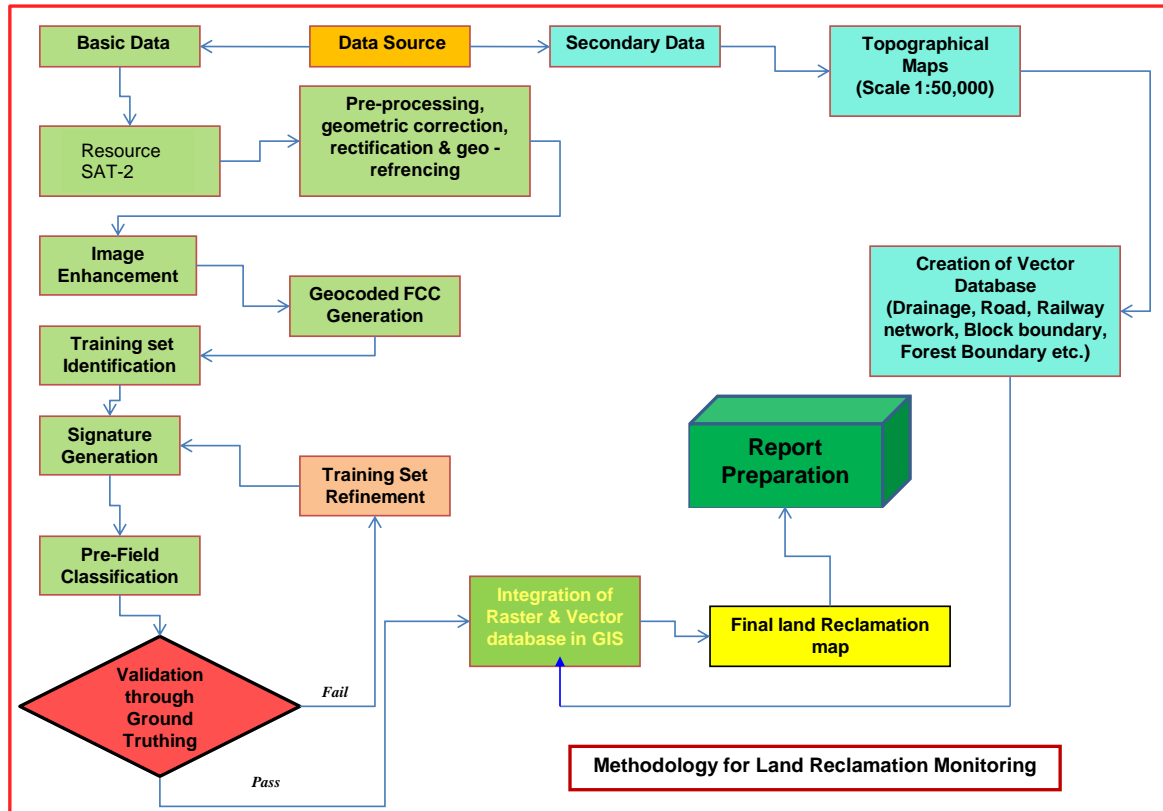 Basic Data
Data Source
Secondary Data
Topographical
Maps
(Scale 1:50,000)
Resource
SAT-2
Pre-processing,
geometric correction,
rectification & geo -
refrencing
Image
Enhancement
Geocoded FCC
Generation
Creation of Vector
Database
(Drainage, Road, Railway
network, Block boundary,
Forest Boundary etc.)
Training set
Identification
Signature
Generation
Training Set
Refinement
Report
Preparation
Pre-Field
Classification
Integration of
Raster & Vector
database in GIS
Final land Reclamation
map
Validation
through
Ground
Truthing
Fail
Pass
Methodology for Land Reclamation Monitoring